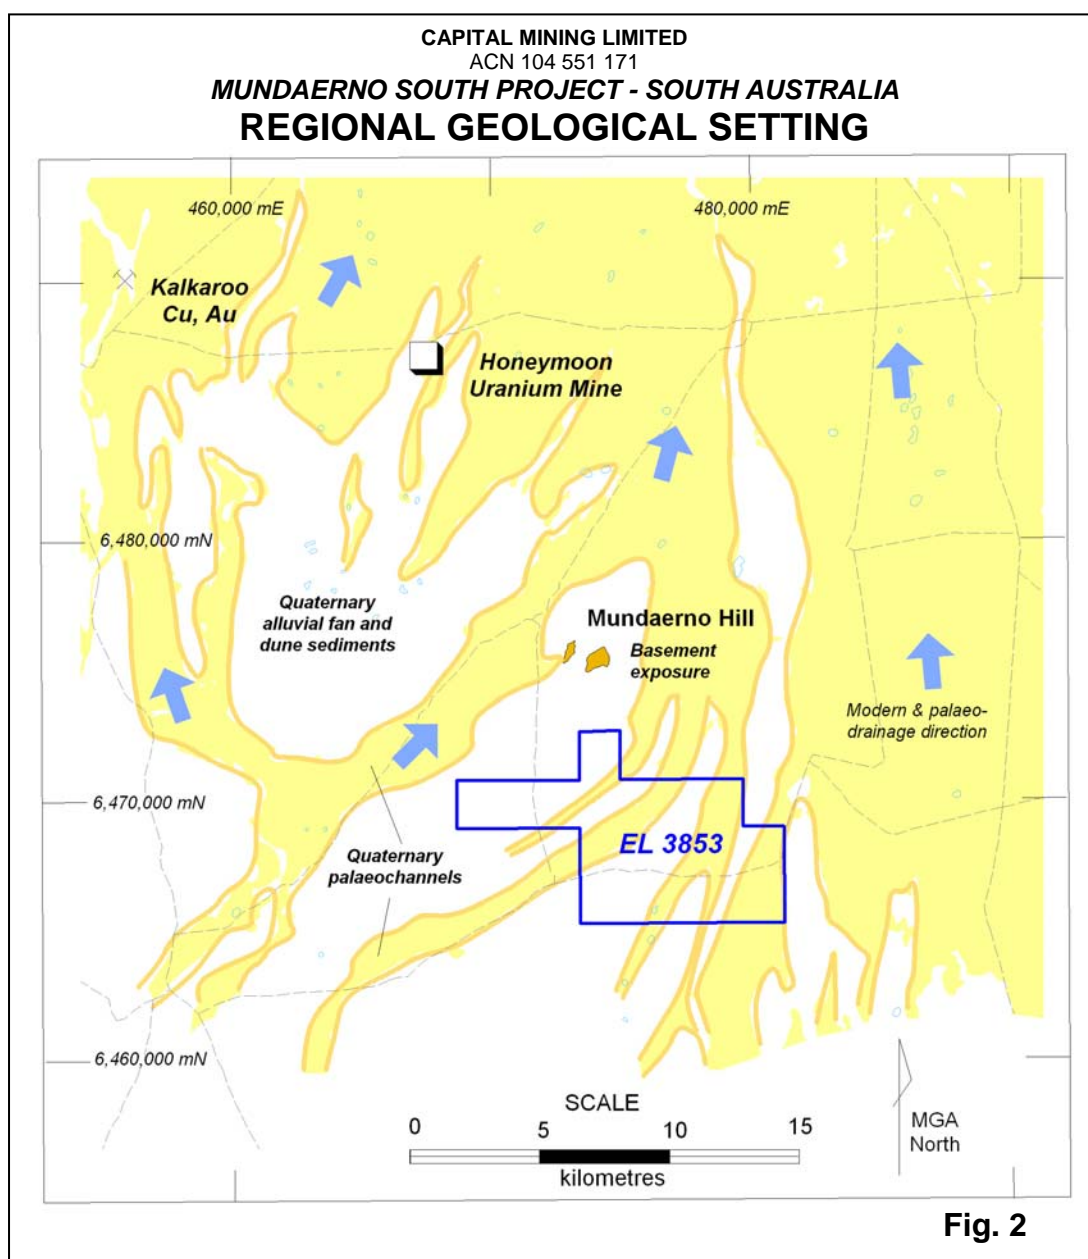 CAPITAL MINING LIMITED
ACN 104 551 171
MUNDAERNO SOUTH PROJECT - SOUTH AUSTRALIA
REGIONAL GEOLOGICAL SETTING
460,000 mE
480,000 mE
Kalkaroo
Cu, Au
Honeymoon
Uranium Mine
6,480,000 mN
Quaternary
alluvial fan and
dune sediments
Mundaerno Hill
Basement
exposure
Modern & palaeo-
drainage direction
6,470,000 mN
EL 3853
Quaternary
palaeochannels
6,460,000 mN
SCALE
0 5 10 15
kilometres
MGA
North
Fig. 2